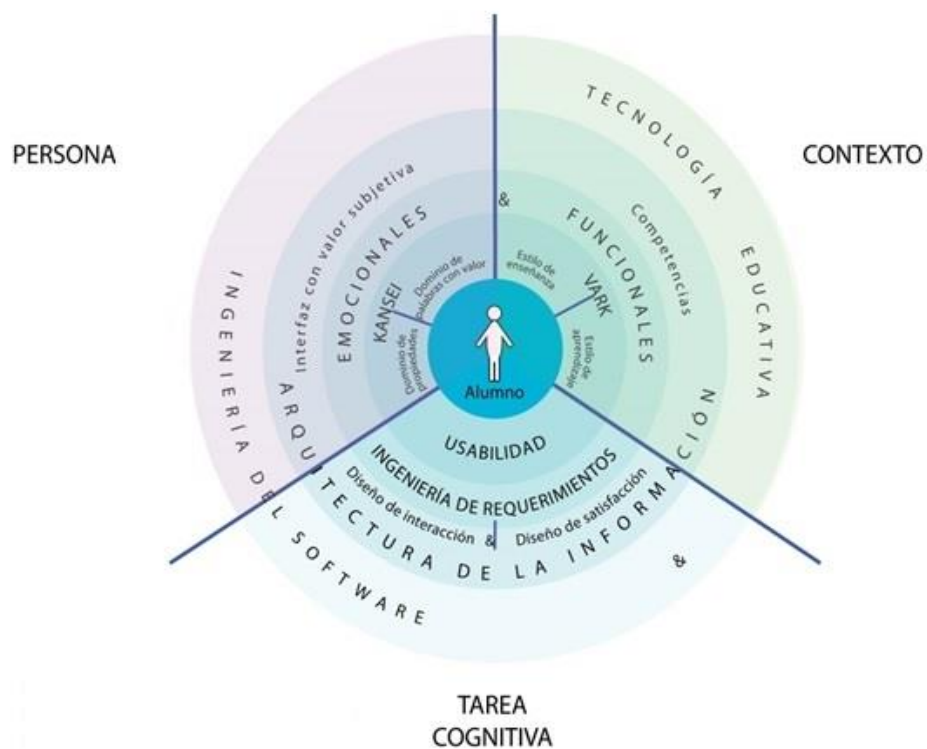 PERSONA
CONTEXTO
TAREA
COGNITIVA
INGENIERÍA DEL SOFTWARE
&
TECNOLOGÍA EDUCATIVA
ARQUITECTURA DE LA INFORMACIÓN
Interfaz con valor subjetiva
Competencias
Diseño de interacción
&
Diseño de satisfacción
EMOCIONALES
&
FUNCIONALES
INGENIERÍA DE REQUERIMIENTOS
KANSEI
Dominio de
palabras con valor
Dominio de
propiedades
Estilo de
enseñanza
VARK
Estilo de
aprendizaje
USABILIDAD
Alumno